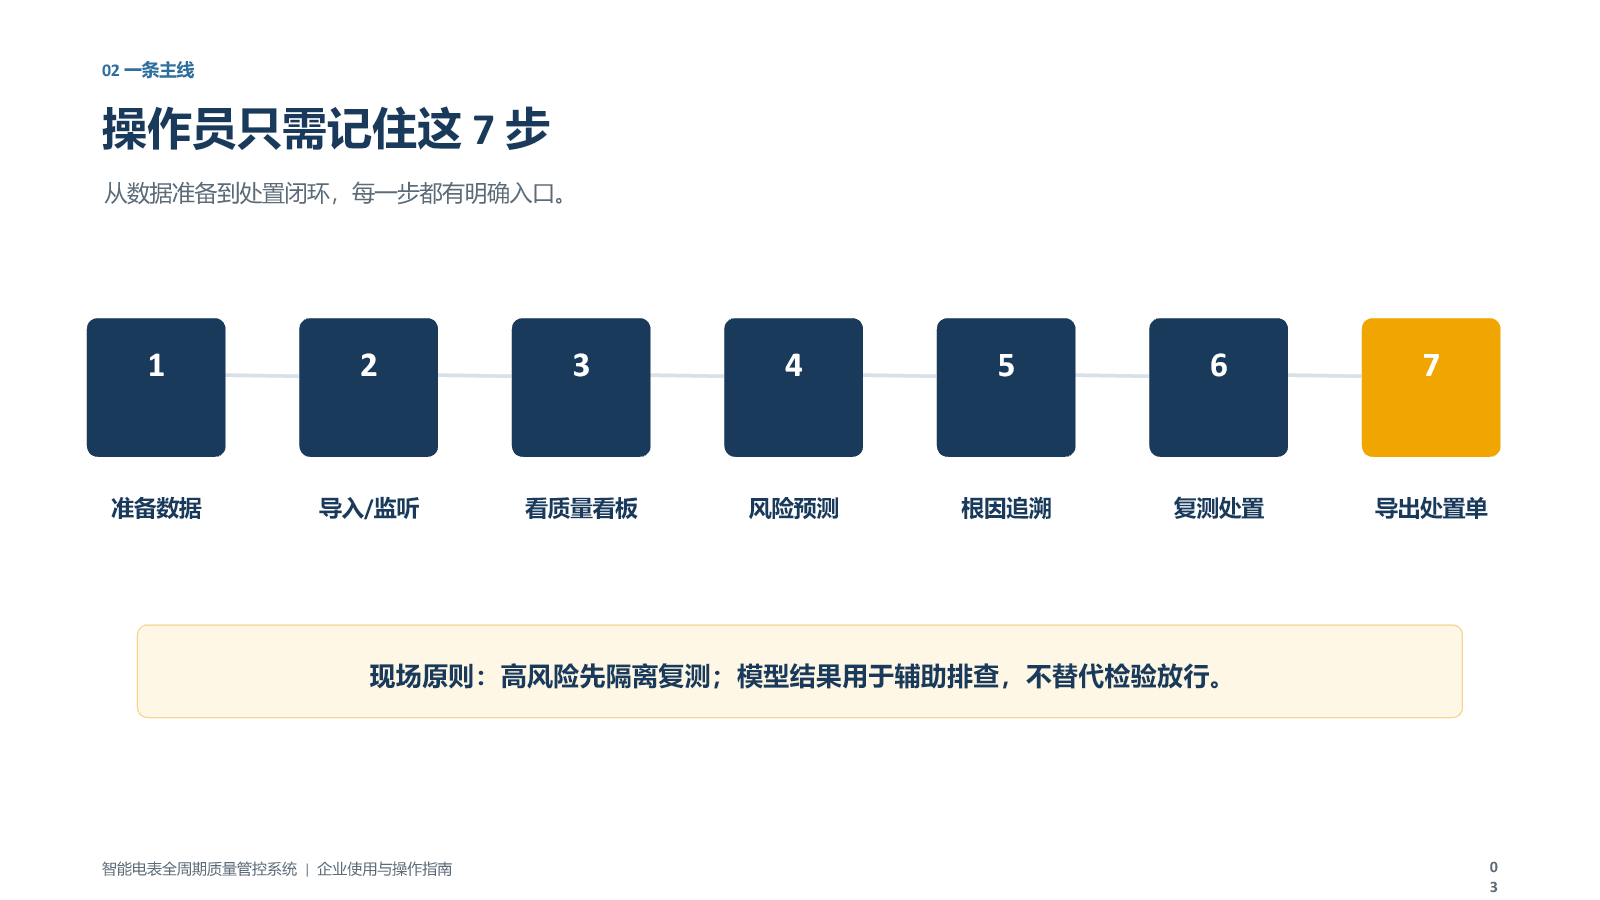 02 一条主线
操作员只需记住这 7 步
从数据准备到处置闭环，每一步都有明确入口。
1
2
3
4
5
6
7
准备数据
导入/监听
看质量看板
风险预测
根因追溯
复测处置
导出处置单
现场原则：高风险先隔离复测；模型结果用于辅助排查，不替代检验放行。
智能电表全周期质量管控系统 | 企业使用与操作指南
0
3